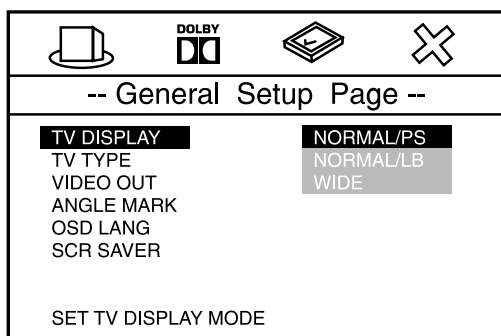 DOLBY
-- General Setup Page --
TV DISPLAY NORMAL/PS
TV TYPE NORMAL/LB
VIDEO OUT WIDE
ANGLE MARK
OSD LANG
SCR SAVER
SET TV DISPLAY MODE